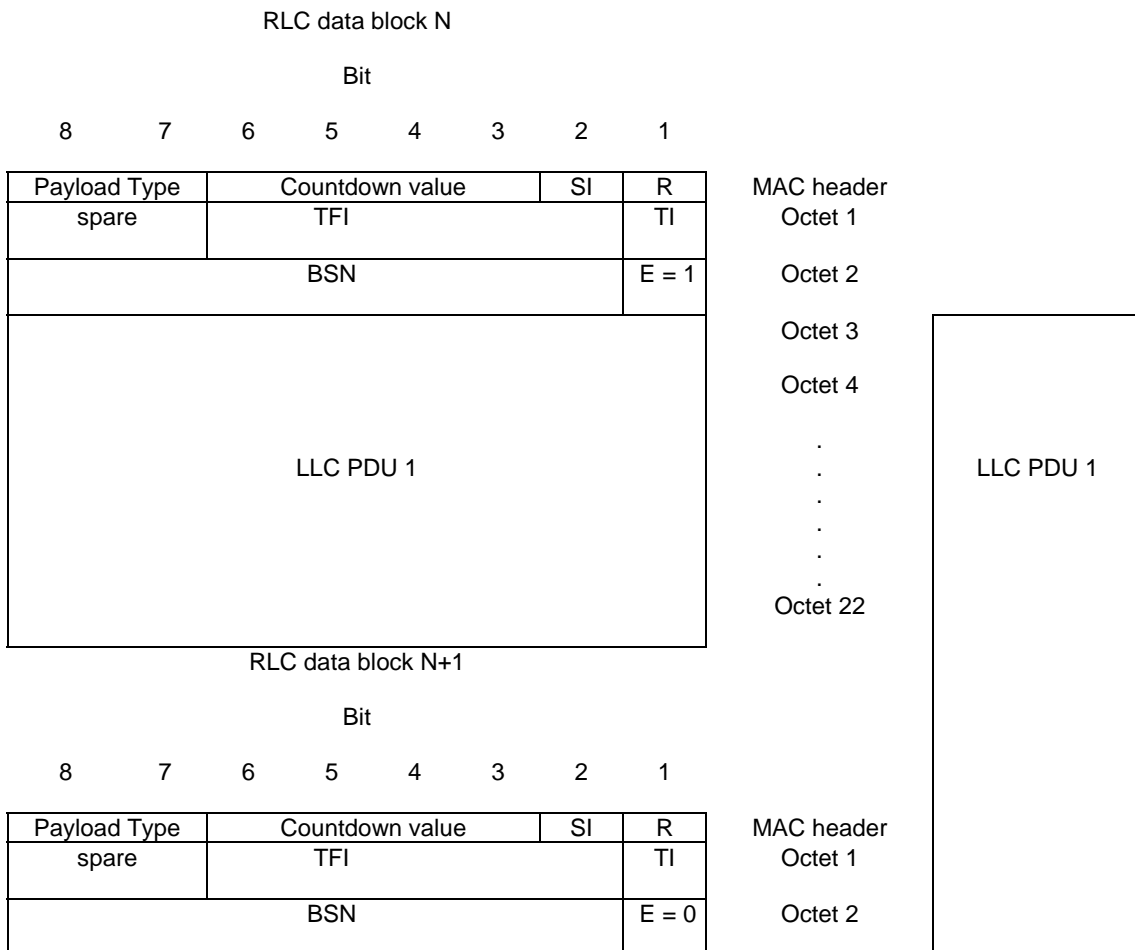 RLC data block N
Bit
8 7 6 5 4 3 2 1
Payload Type Countdown value SI R MAC header
spare TFI TI Octet 1
BSN E = 1 Octet 2
Octet 3
Octet 4
.
LLC PDU 1 . LLC PDU 1
.
.
.
.
Octet 22
RLC data block N+1
Bit
8 7 6 5 4 3 2 1
Payload Type Countdown value SI R MAC header
spare TFI TI Octet 1
BSN E = 0 Octet 2